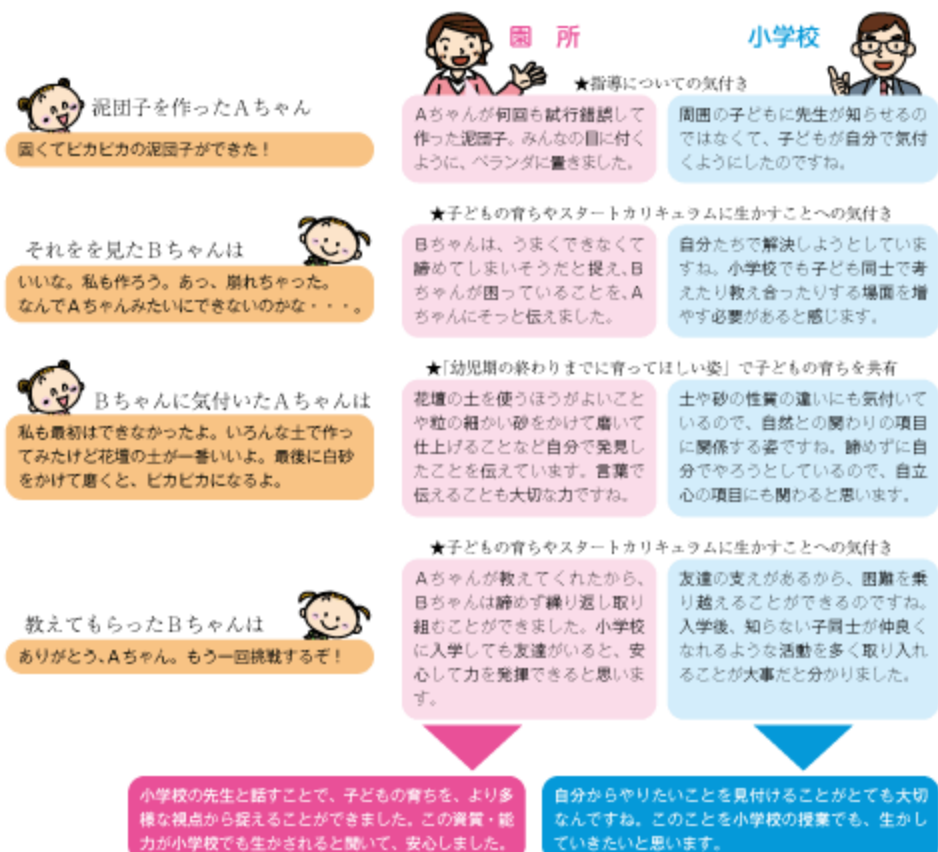 園 所
小学校
★指導についての気付き
泥団子を作ったAちゃん
固くてピカピカの泥団子ができた！
Aちゃんが何回も試行錯誤して
作った泥団子。みんなの目に付く
ように、ベランダに置きました。
周囲の子どもに先生が知らせるの
ではなくて、子どもが自分で気付
くようにしたのですね。
★子どもの育ちやスタートカリキュラムに生かすことへの気付き
それをを見たBちゃんは
いいな。私も作ろう。あっ、崩れちゃった。
なんでAちゃんみたいにできないのかな・・・。
Bちゃんは、うまくできなくて
諦めてしまいそうだと捉え、B
ちゃんが困っていることを、A
ちゃんにそっと伝えました。
自分たちで解決しようとしていま
すね。小学校でも子ども同士で考
えたり教え合ったりする場面を増
やす必要があると感じます。
★「幼児期の終わりまでに育ってほしい姿」で子どもの育ちを共有
Bちゃんに気付いたAちゃんは
私も最初はできなかったよ。いろんな土で作っ
てみたけど花壇の土が一番いいよ。最後に白砂
をかけて磨くと、ピカピカになるよ。
花壇の土を使うほうがよいこと
や粒の細かい砂をかけて磨いて
仕上げることなど自分で発見し
たことを伝えています。言葉で
伝えることも大切な力ですね。
土や砂の性質の違いにも気付いて
いるので、自然との関わりの項目
に関係する姿ですね。諦めずに自
分でやろうとしているので、自立
心の項目にも関わると思います。
★子どもの育ちやスタートカリキュラムに生かすことへの気付き
教えてもらったBちゃんは
ありがとう、Aちゃん。もう一回挑戦するぞ！
Aちゃんが教えてくれたから、
Bちゃんは諦めず繰り返し取り
組むことができました。小学校
に入学しても友達がいると、安
心して力を発揮できると思いま
す。
友達の支えがあるから、困難を乗
り越えることができるのですね。
入学後、知らない子同士が仲良く
なれるような活動を多く取り入れ
ることが大事だと分かりました。
小学校の先生と話すことで、子どもの育ちを、より多
様な視点から捉えることができました。この資質・能
力が小学校でも生かされると聞いて、安心しました。
自分からやりたいことを見付けることがとても大切
なんですね。このことを小学校の授業でも、生かし
ていきたいと思います。